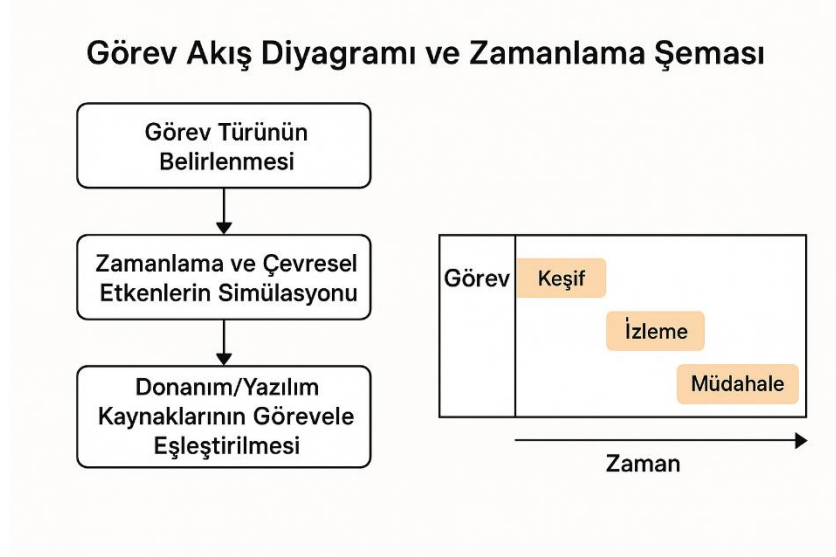 Görev Akış Diyagramı ve Zamanlama Şeması
Görev Türünün
Belirlenmesi
Zamanlama ve Çevresel
Etkenlerin Simülasyonu
Donanım/Yazılım
Kaynaklarının Görevele
Eşleştirilmesi
Görev
Keşif
İzleme
Müdahale
Zaman